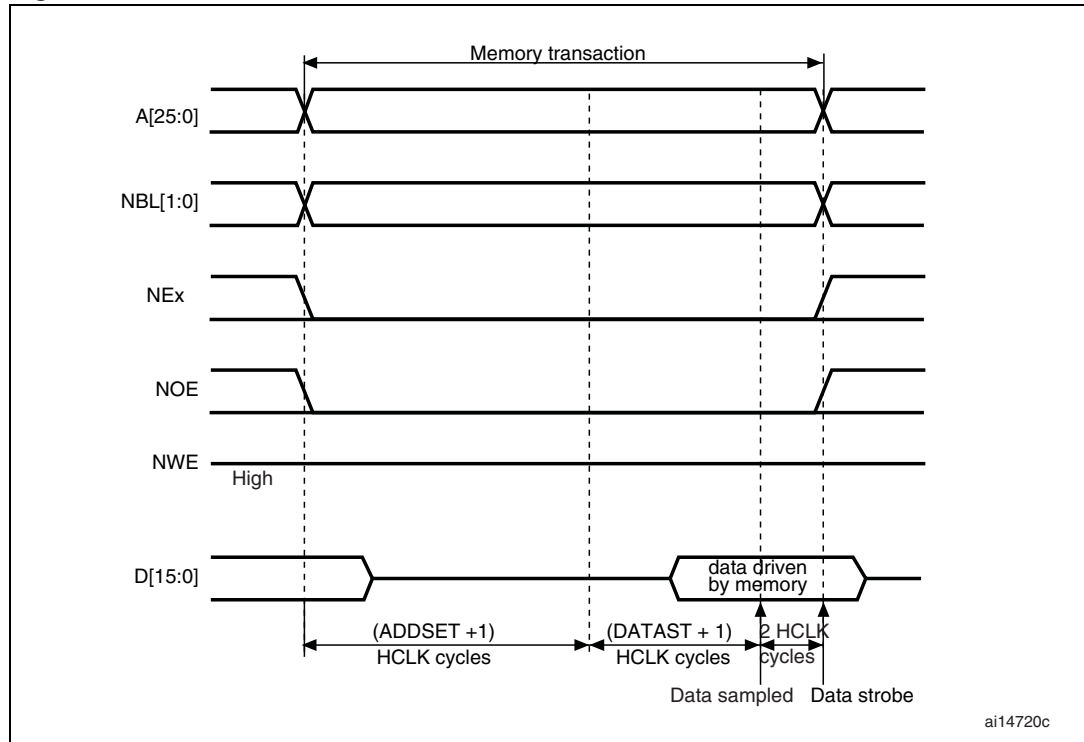 Memory transaction
A[25:0]
NBL[1:0]
NEx
NOE
NWE
High
D[15:0]
data driven
by memory
(ADDSET +1)
HCLK cycles
(DATAST + 1)
HCLK cycles
2 HCLK
cycles
Data sampled
Data strobe
ai14720c